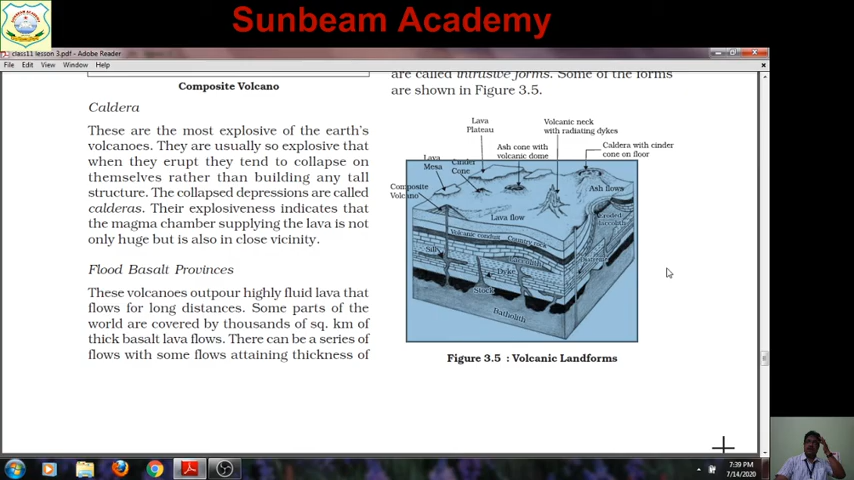 Sunbeam Academy
class11 lesson 3.pdf - Adobe Reader
File Edit View Window Help
Composite Volcano
Caldera
These are the most explosive of the earth's
volcanoes. They are usually so explosive that
when they erupt they tend to collapse on
themselves rather than building any tall
structure. The collapsed depressions are called
calderas. Their explosiveness indicates that
the magma chamber supplying the lava is not
only huge but is also in close vicinity.
Flood Basalt Provinces
These volcanoes outpour highly fluid lava that
flows for long distances. Some parts of the
world are covered by thousands of sq. km of
thick basalt lava flows. There can be a series of
flows with some flows attaining thickness of
are called intrusive forms. Some of the forms
are shown in Figure 3.5.
Lava
Plateau
Volcanic neck
with radiating dykes
Ash cone with
volcanic dome
Caldera with cinder
cone on floor
Lava
Mesa
Cinder
Cone
Composite
Volcano
Ash flows
Lava flow
Eroded
laccolith
Volcanic conduit
Country rock
Sills
Laccolith
Dyke
Stock
Batholith
Figure 3.5 : Volcanic Landforms
7:39 PM
7/14/2020